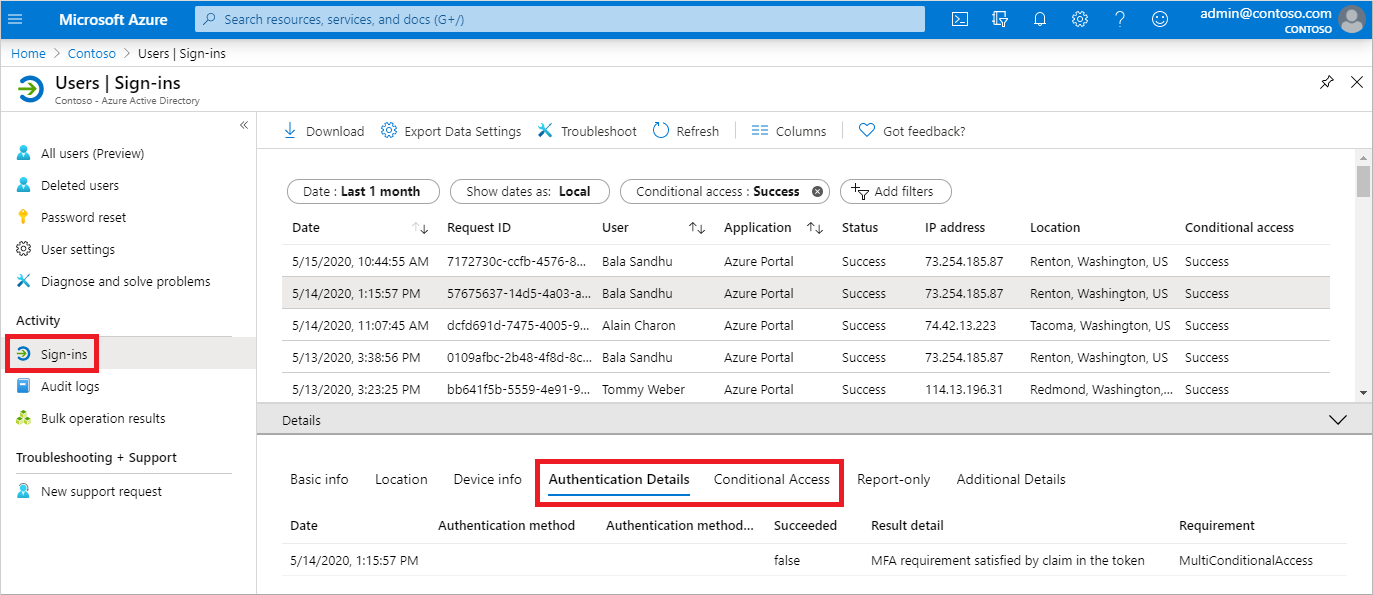 Microsoft Azure
Search resources, services, and docs (G+/)
admin@contoso.com
CONTOSO
Home > Contoso > Users | Sign-ins
Users | Sign-ins
Contoso - Azure Active Directory
All users (Preview)
Deleted users
Password reset
User settings
Diagnose and solve problems
Activity
Sign-ins
Audit logs
Bulk operation results
Troubleshooting + Support
New support request
Download Export Data Settings Troubleshoot Refresh Columns Got feedback?
Date : Last 1 month Show dates as: Local Conditional access : Success Add filters
Date Request ID User Application Status IP address Location Conditional access
5/15/2020, 10:44:55 AM 7172730c-ccfb-4576-8... Bala Sandhu Azure Portal Success 73.254.185.87 Renton, Washington, US Success
5/14/2020, 1:15:57 PM 57675637-14d5-4a03-a... Bala Sandhu Azure Portal Success 73.254.185.87 Renton, Washington, US Success
5/14/2020, 11:07:45 AM dcfd691d-7475-4005-9... Alain Charon Azure Portal Success 74.42.13.223 Tacoma, Washington, US Success
5/13/2020, 3:38:56 PM 0109afbc-2b48-4f8d-8c... Bala Sandhu Azure Portal Success 73.254.185.87 Renton, Washington, US Success
5/13/2020, 3:23:25 PM bb641f5b-5559-4e91-9... Tommy Weber Azure Portal Success 114.13.196.31 Redmond, Washington,... Success
Details
Basic info Location Device info Authentication Details Conditional Access Report-only Additional Details
Date Authentication method Authentication method... Succeeded Result detail Requirement
5/14/2020, 1:15:57 PM false MFA requirement satisfied by claim in the token MultiConditionalAccess